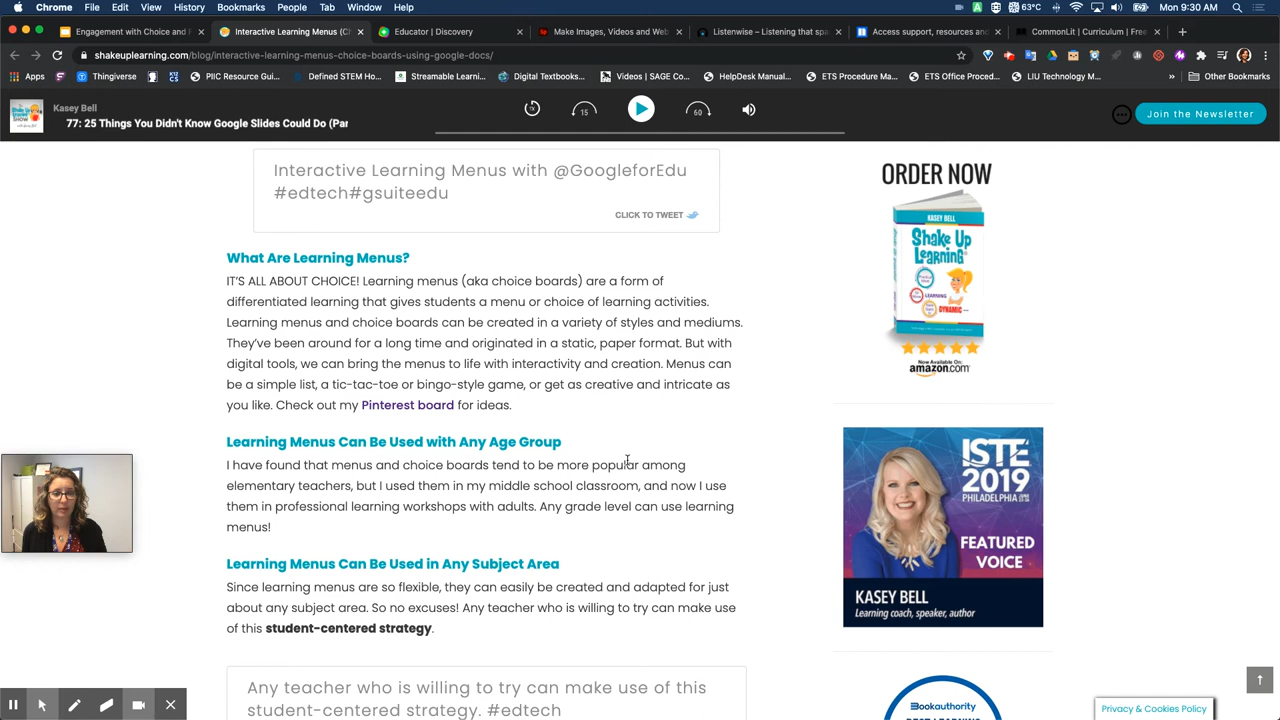 Chrome File Edit View History Bookmarks People Tab Window Help 63°C Mon 9:30 AM
Engagement with Choice and F
Interactive Learning Menus (C
Educator | Discovery
Make Images, Videos and Web
Listenwise – Listening that spa
Access support, resources and
CommonLit | Curriculum | Free
shakeuplearning.com/blog/interactive-learning-menus-choice-boards-using-google-docs/
Apps Thingiverse PIIC Resource Gui... Defined STEM Ho... Streamable Learni... Digital Textbooks... Videos | SAGE Co... HelpDesk Manual... ETS Procedure Ma... ETS Office Proced... LIU Technology M... » Other Bookmarks
Kasey Bell
77: 25 Things You Didn't Know Google Slides Could Do (Par
15
60
Join the Newsletter
Interactive Learning Menus with @GoogleforEdu
#edtech#gsuiteedu
CLICK TO TWEET
What Are Learning Menus?
IT'S ALL ABOUT CHOICE! Learning menus (aka choice boards) are a form of
differentiated learning that gives students a menu or choice of learning activities.
Learning menus and choice boards can be created in a variety of styles and mediums.
They've been around for a long time and originated in a static, paper format. But with
digital tools, we can bring the menus to life with interactivity and creation. Menus can
be a simple list, a tic-tac-toe or bingo-style game, or get as creative and intricate as
you like. Check out my Pinterest board for ideas.
Learning Menus Can Be Used with Any Age Group
I have found that menus and choice boards tend to be more popular among
elementary teachers, but I used them in my middle school classroom, and now I use
them in professional learning workshops with adults. Any grade level can use learning
menus!
Learning Menus Can Be Used in Any Subject Area
Since learning menus are so flexible, they can easily be created and adapted for just
about any subject area. So no excuses! Any teacher who is willing to try can make use
of this student-centered strategy.
Any teacher who is willing to try can make use of this
student-centered strategy. #edtech
ORDER NOW
KASEY BELL
Shake Up
Learning
LEARNING
DYNAMIC
Now Available On:
amazon.com
ISTE
2019
PHILADELPHIA
FEATURED
VOICE
KASEY BELL
Learning coach, speaker, author
Bookauthority
Privacy & Cookies Policy